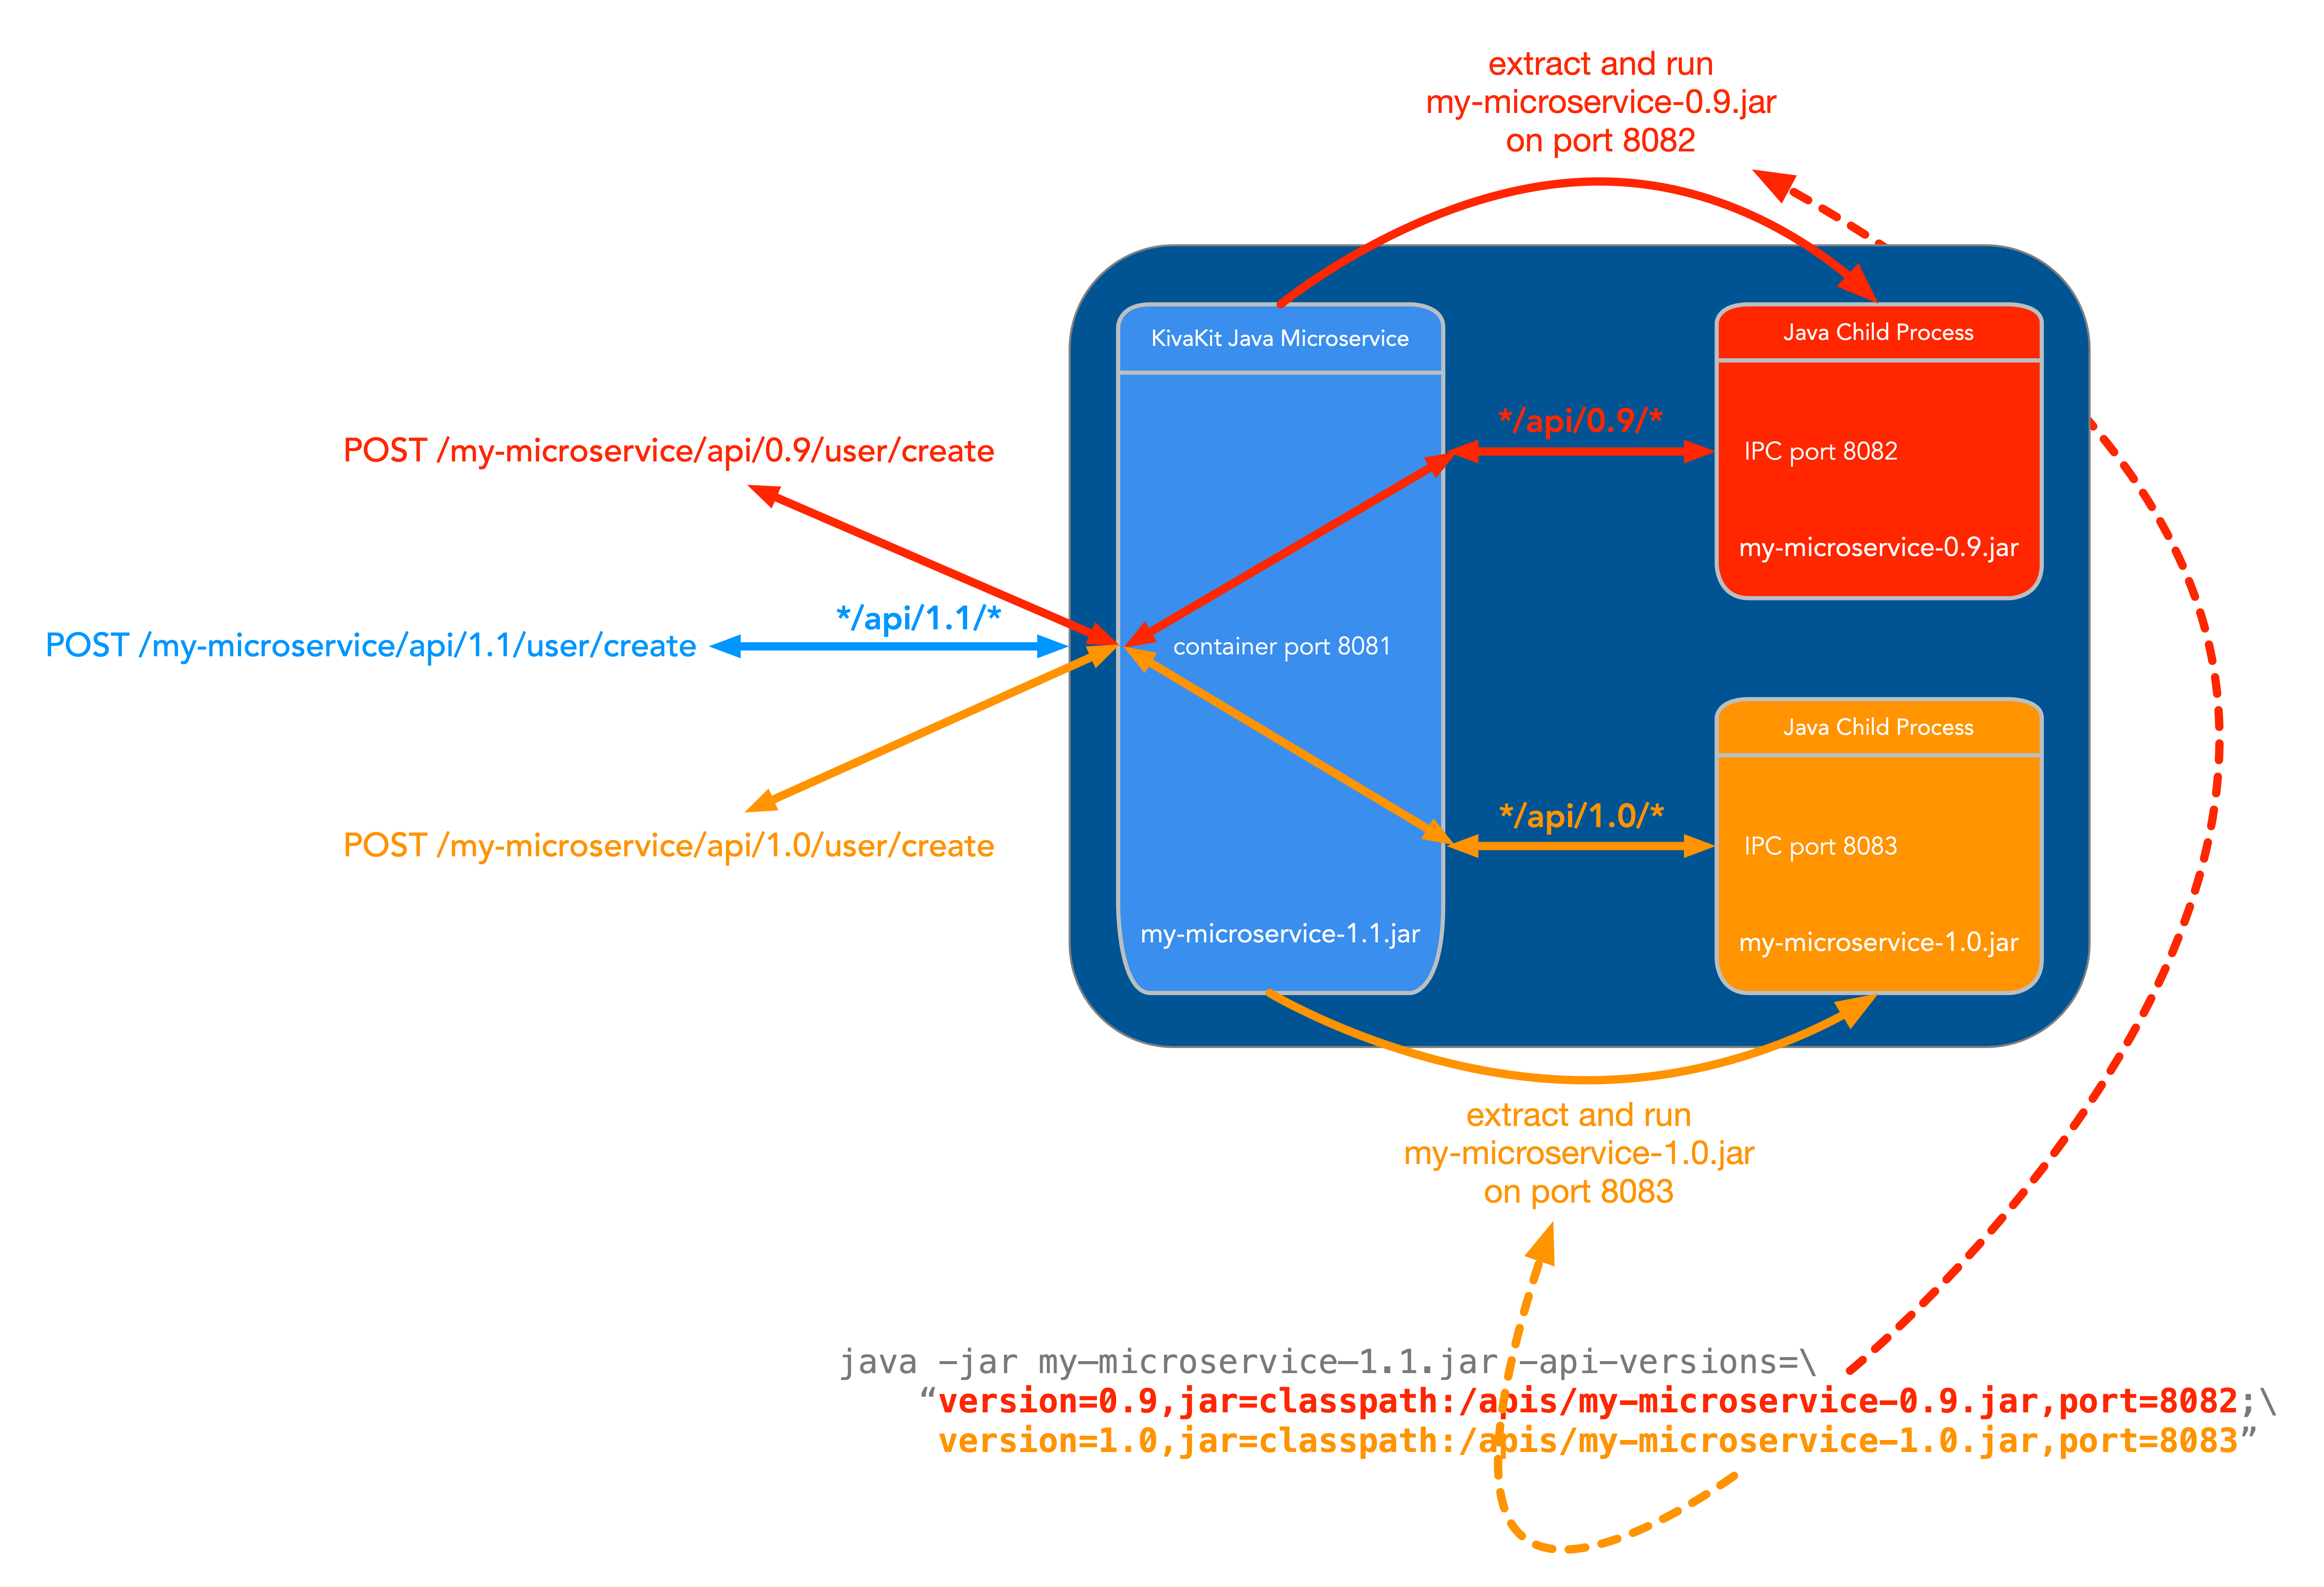 extract and run
my-microservice-0.9.jar
on port 8082
KivaKit Java Microservice
Java Child Process
*/api/0.9/*
POST /my-microservice/api/0.9/user/create
IPC port 8082
my-microservice-0.9.jar
*/api/1.1/*
POST /my-microservice/api/1.1/user/create
container port 8081
Java Child Process
*/api/1.0/*
POST /my-microservice/api/1.0/user/create
IPC port 8083
my-microservice-1.1.jar
my-microservice-1.0.jar
extract and run
my-microservice-1.0.jar
on port 8083
java –jar my–microservice–1.1.jar –api–versions=\
“version=0.9,jar=classpath:/apis/my–microservice–0.9.jar,port=8082;\
version=1.0,jar=classpath:/apis/my–microservice–1.0.jar,port=8083”